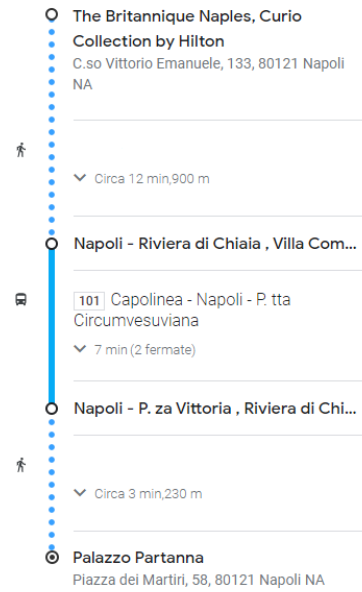 The Britannique Naples, Curio
Collection by Hilton
C.so Vittorio Emanuele, 133, 80121 Napoli
NA
Circa 12 min,900 m
Napoli - Riviera di Chiaia , Villa Com...
101 Capolinea - Napoli - P. tta
Circumvesuviana
7 min (2 fermate)
Napoli - P. za Vittoria , Riviera di Chi...
Circa 3 min,230 m
Palazzo Partanna
Piazza dei Martiri, 58, 80121 Napoli NA